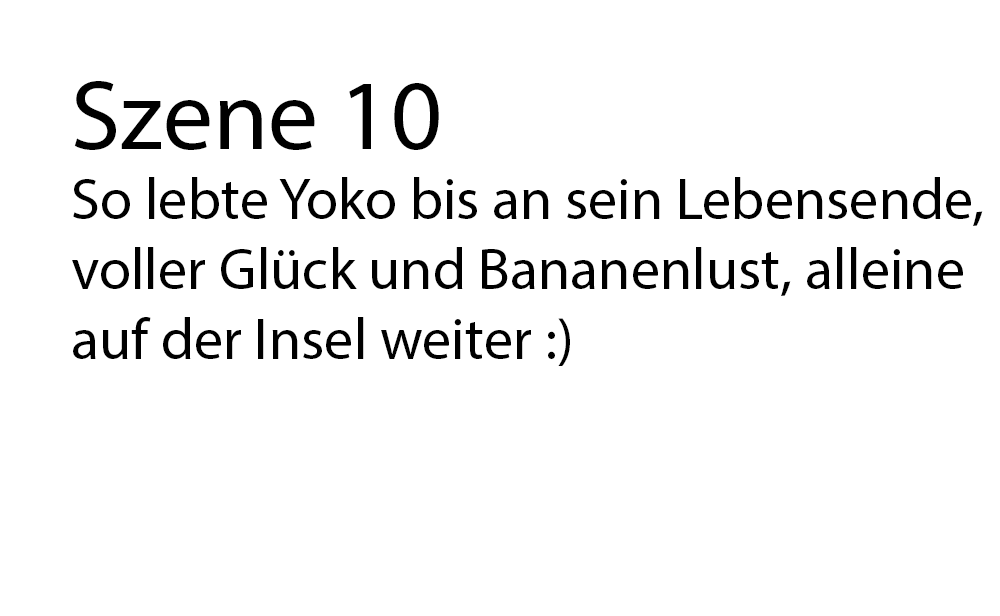 Szene 10
So lebte Yoko bis an sein Lebensende,
voller Glück und Bananenlust, alleine
auf der Insel weiter :)